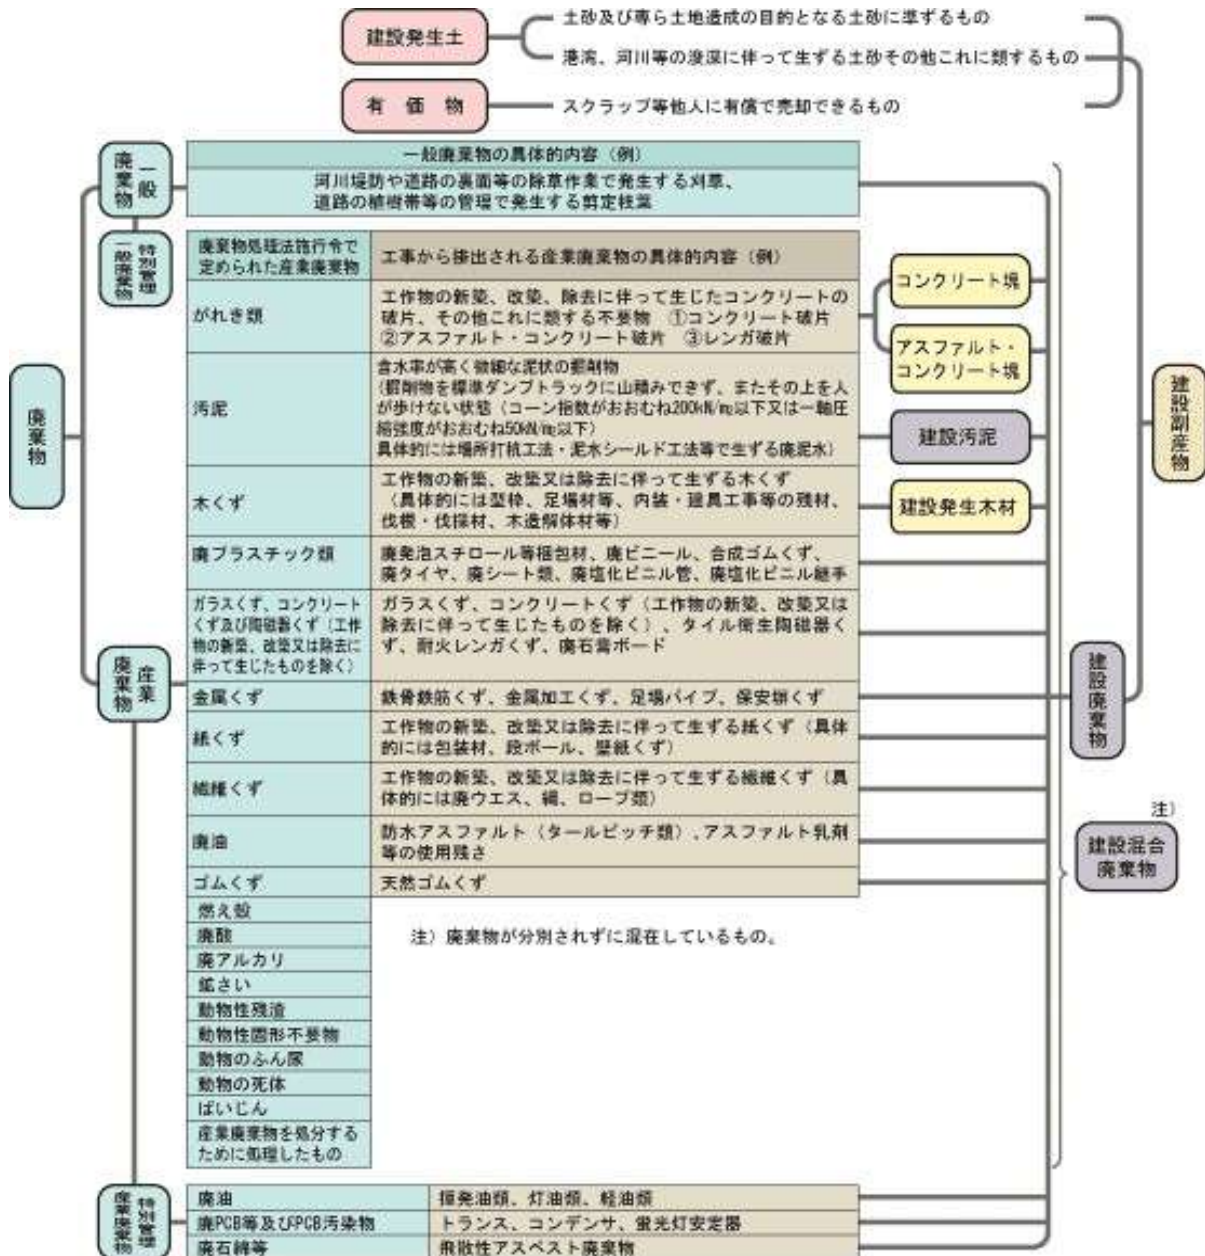 建設発生土
土砂及び専ら土地造成の目的となる土砂に準ずるもの
港湾、河川等の浚渫に伴って生ずる土砂その他これに類するもの
有価物
スクラップ等他人に有償で売却できるもの
建設副産物
廃棄物
一般廃棄物
一般廃棄物の具体的内容（例）
河川堤防や道路の裏面等の除草作業で発生する刈草、
道路の植樹帯等の管理で発生する剪定枝葉
特別管理
一般廃棄物
廃棄物処理法施行令で
定められた産業廃棄物
工事から排出される産業廃棄物の具体的内容（例）
がれき類
工作物の新築、改築、除去に伴って生じたコンクリートの
破片、その他これに類する不要物　①コンクリート破片
②アスファルト・コンクリート破片　③レンガ破片
コンクリート塊
アスファルト・
コンクリート塊
汚泥
含水率が高く微細な泥状の掘削物
（掘削物を標準ダンプトラックに山積みできず、またその上を人
が歩けない状態（コーン指数がおおむね200kN/㎡以下又は一軸圧
縮強度がおおむね50kN/㎡以下）
具体的には場所打杭工法・泥水シールド工法等で生ずる廃泥水）
建設汚泥
木くず
工作物の新築、改築又は除去に伴って生ずる木くず
（具体的には型枠、足場材等、内装・建具工事等の残材、
伐根・伐採材、木造解体材等）
建設発生木材
廃プラスチック類
廃発泡スチロール等梱包材、廃ビニール、合成ゴムくず、
廃タイヤ、廃シート類、廃塩化ビニル管、廃塩化ビニル継手
産業廃棄物
ガラスくず、コンクリート
くず及び陶磁器くず（工作
物の新築、改築又は除去に
伴って生じたものを除く）
ガラスくず、コンクリートくず（工作物の新築、改築又は
除去に伴って生じたものを除く）、タイル衛生陶磁器く
ず、耐火レンガくず、廃石膏ボード
金属くず
鉄骨鉄筋くず、金属加工くず、足場パイプ、保安塀くず
建設廃棄物
紙くず
工作物の新築、改築又は除去に伴って生ずる紙くず（具体
的には包装材、段ボール、壁紙くず）
繊維くず
工作物の新築、改築又は除去に伴って生ずる繊維くず（具
体的には廃ウエス、縄、ロープ類）
廃油
防水アスファルト（タールピッチ類）、アスファルト乳剤
等の使用残さ
注）
建設混合
廃棄物
ゴムくず
天然ゴムくず
燃え殻
廃酸
廃アルカリ
鉱さい
動物性残渣
動物性固形不要物
動物のふん尿
動物の死体
ばいじん
産業廃棄物を処分する
ために処理したもの
注）廃棄物が分別されずに混在しているもの。
特別管理
産業廃棄物
廃油
揮発油類、灯油類、軽油類
廃PCB等及びPCB汚染物
トランス、コンデンサ、蛍光灯安定器
廃石綿等
飛散性アスベスト廃棄物